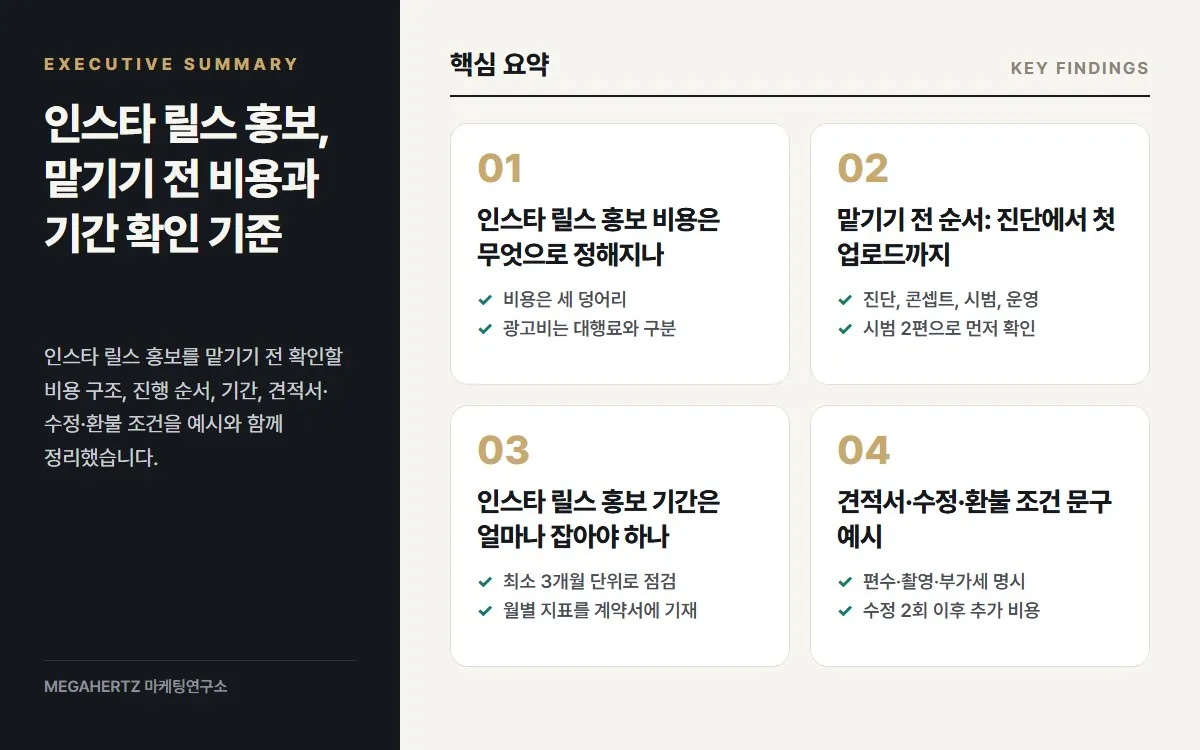 EXECUTIVE SUMMARY
인스타 릴스 홍보,
맡기기 전 비용과
기간 확인 기준
인스타 릴스 홍보를 맡기기 전 확인할
비용 구조, 진행 순서, 기간, 견적서·
수정·환불 조건을 예시와 함께
정리했습니다.
MEGAHERTZ 마케팅연구소
핵심 요약
KEY FINDINGS
01
인스타 릴스 홍보 비용은
무엇으로 정해지나
비용은 세 덩어리
광고비는 대행료와 구분
02
맡기기 전 순서: 진단에서 첫
업로드까지
진단, 콘셉트, 시범, 운영
시범 2편으로 먼저 확인
03
인스타 릴스 홍보 기간은
얼마나 잡아야 하나
최소 3개월 단위로 점검
월별 지표를 계약서에 기재
04
견적서·수정·환불 조건 문구
예시
편수·촬영·부가세 명시
수정 2회 이후 추가 비용